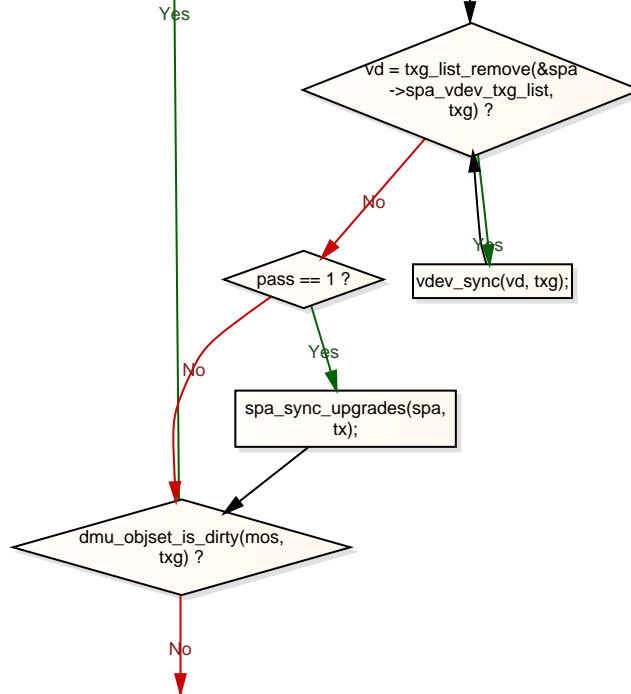 Yes
vd = txg_list_remove(&spa
->spa_vdev_txg_list,
txg) ?
No
Yes
pass == 1 ?
vdev_sync(vd, txg);
Yes
No
spa_sync_upgrades(spa,
tx);
dmu_objset_is_dirty(mos,
txg) ?
No